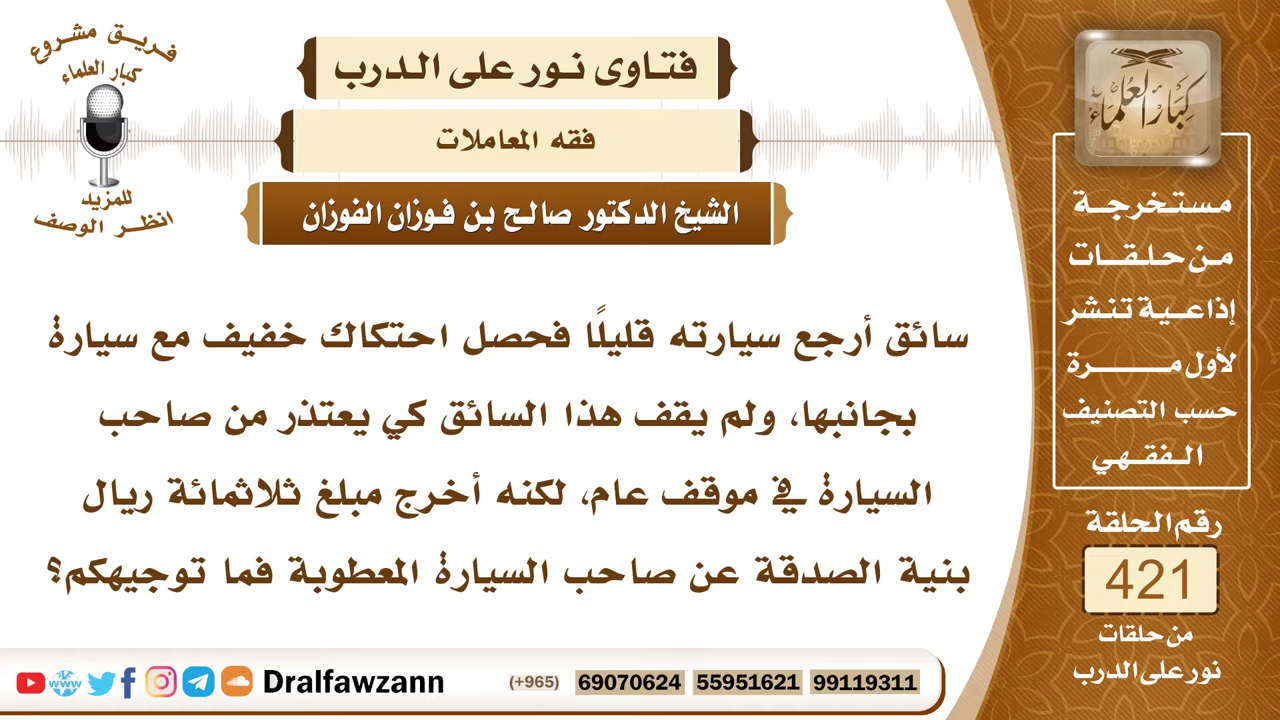 فريق مشروع
كبار العلماء
للمزيد
انظر الوصف
فتاوى نور على الدرب
فقه المعاملات
الشيخ الدكتور صالح بن فوزان الفوزان
سائق أرجع سيارته قليلًا فحصل احتكاك خفيف مع سيارة
بجانبها، ولم يقف هذا السائق كي يعتذر من صاحب
السيارة في موقف عام، لكنه أخرج مبلغ ثلاثمائة ريال
بنية الصدقة عن صاحب السيارة المعطوبة فما توجيهكم؟
كبار العلماء
مستخرجة
من حلقات
إذاعية تنشر
لأول مرة
حسب التصنيف
الفقهي
رقم الحلقة
421
من حلقات
نور على الدرب
www Dralfawzann (+965) 69070624 55951621 99119311